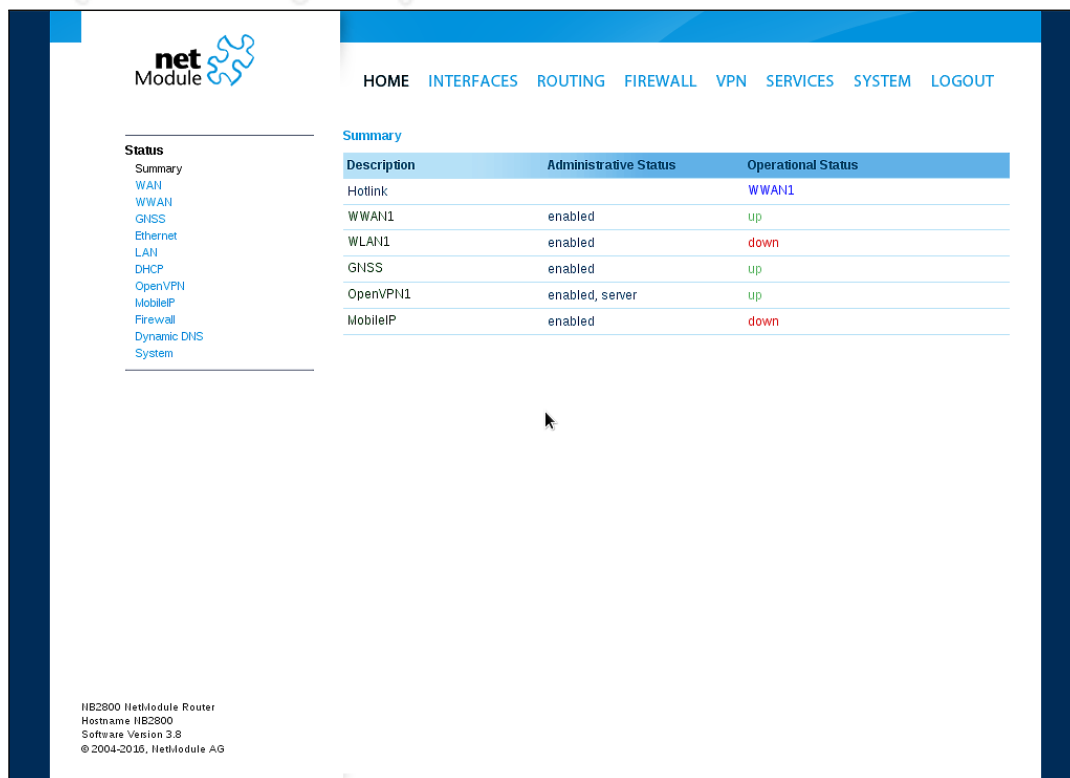 net
Module
HOME INTERFACES ROUTING FIREWALL VPN SERVICES SYSTEM LOGOUT
Status
Summary
WAN
WWAN
GNSS
Ethernet
LAN
DHCP
OpenVPN
MobileIP
Firewall
Dynamic DNS
System
Summary
Description Administrative Status Operational Status
Hotlink WWAN1
WWAN1 enabled up
WLAN1 enabled down
GNSS enabled up
OpenVPN1 enabled, server up
MobileIP enabled down
NB2800 NetModule Router
Hostname NB2800
Software Version 3.8
© 2004-2016, NetModule AG